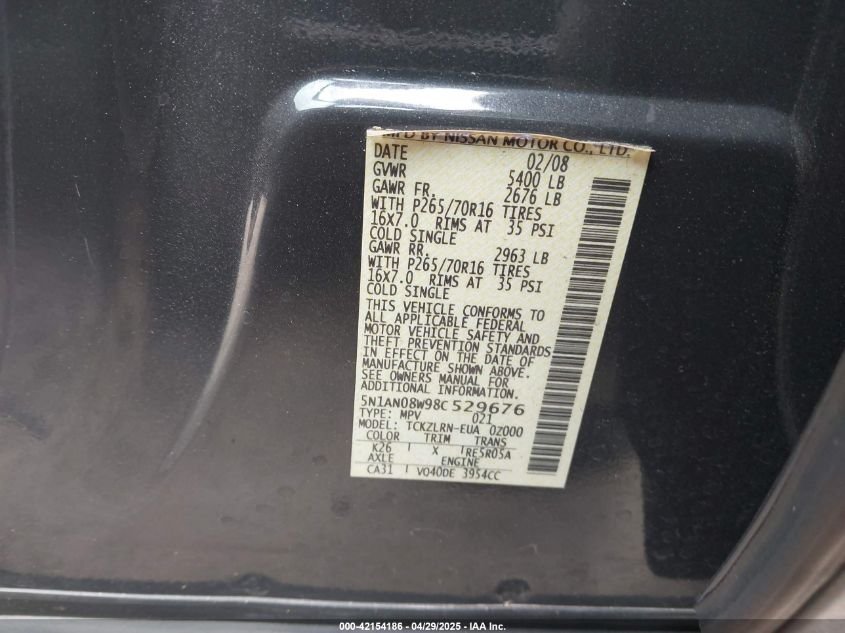 MFD BY NISSAN MOTOR CO., LTD.
DATE 02/08
GVWR 5400 LB
GAWR FR. 2676 LB
WITH P265/70R16 TIRES
16X7.0 RIMS AT 35 PSI
COLD SINGLE
GAWR RR. 2963 LB
WITH P265/70R16 TIRES
16X7.0 RIMS AT 35 PSI
COLD SINGLE
THIS VEHICLE CONFORMS TO
ALL APPLICABLE FEDERAL
MOTOR VEHICLE SAFETY AND
THEFT PREVENTION STANDARDS
IN EFFECT ON THE DATE OF
MANUFACTURE SHOWN ABOVE.
SEE OWNERS MANUAL FOR
ADDITIONAL INFORMATION.
5N1AN08W98C529676
TYPE: MPV 021
MODEL: TCKZLRN-EUA 0Z000
COLOR TRIM TRANS
K26 X RE5R05A
AXLE ENGINE
CA31 VQ40DE 3954CC
000-42154186 - 04/29/2025 - IAA Inc.